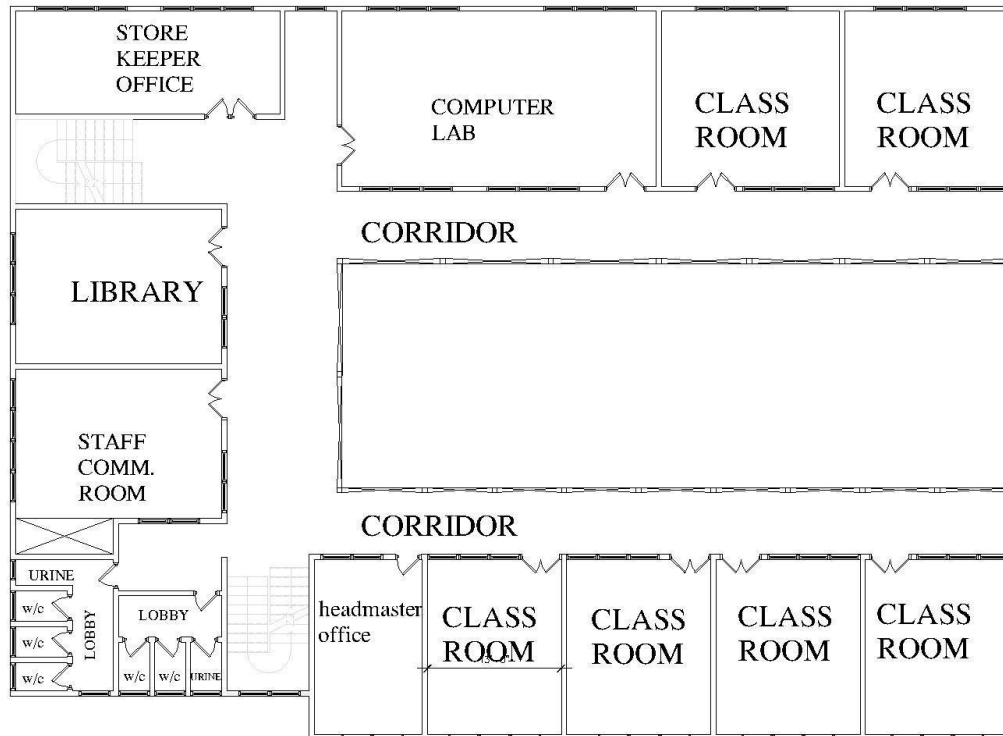 STORE
KEEPER
OFFICE
COMPUTER
LAB
CLASS
ROOM
CLASS
ROOM
CORRIDOR
LIBRARY
STAFF
COMM.
ROOM
CORRIDOR
URINE
w/c
w/c
w/c
LOBBY
LOBBY
w/c
w/c
URINE
headmaster
office
CLASS
ROOM
CLASS
ROOM
CLASS
ROOM
CLASS
ROOM